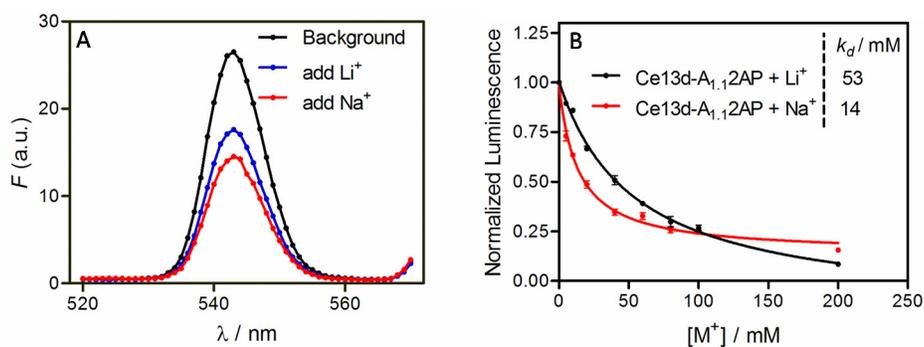 A
F (a.u.)
30
20
10
0
520
540
560
λ / nm
Background
add Li⁺
add Na⁺
B
Normalized Luminescence
1.25
1.00
0.75
0.50
0.25
0.00
0
50
100
150
200
250
[M⁺] / mM
k_d / mM
Ce13d-A₁.₁2AP + Li⁺ 53
Ce13d-A₁.₁2AP + Na⁺ 14